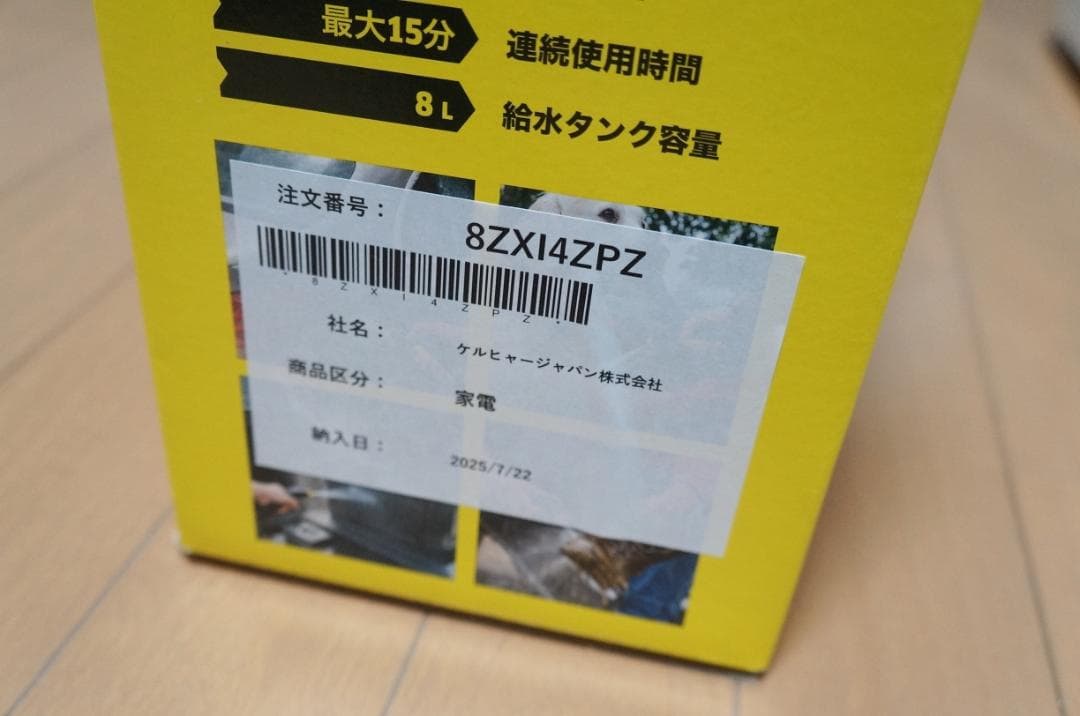 最大15分 連続使用時間
8L 給水タンク容量
注文番号： 8ZXI4ZPZ
*8ZXI4ZPZ*
社名： ケルヒャージャパン株式会社
商品区分： 家電
納入日： 2025/7/22